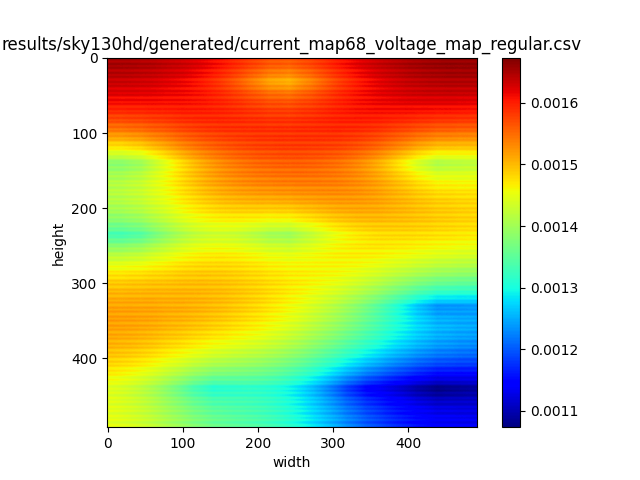 results/sky130hd/generated/current_map68_voltage_map_regular.csv
0
100
200
300
400
height
0 100 200 300 400
width
0.0016
0.0015
0.0014
0.0013
0.0012
0.0011